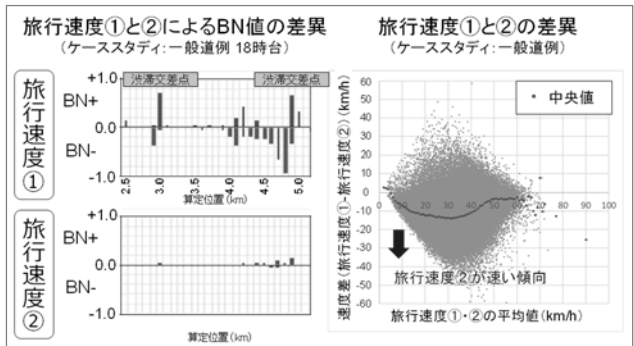 旅行速度①と②によるBN値の差異
(ケーススタディ:一般道例 18時台)
旅行速度①
+1.0
BN+
0.0
BN-
-1.0
渋滞交差点
渋滞交差点
2.5
3.0
3.5
4.0
4.5
5.0
算定位置(km)
旅行速度②
+1.0
BN+
0.0
BN-
-1.0
算定位置(km)
旅行速度①と②の差異
(ケーススタディ:一般道例)
速度差(旅行速度①-旅行速度②)(km/h)
60
50
40
30
20
10
0
-10
-20
-30
-40
-50
-60
0 10 20 30 40 50 60 70 80 90 100
中央値
旅行速度②が速い傾向
旅行速度①・②の平均値(km/h)